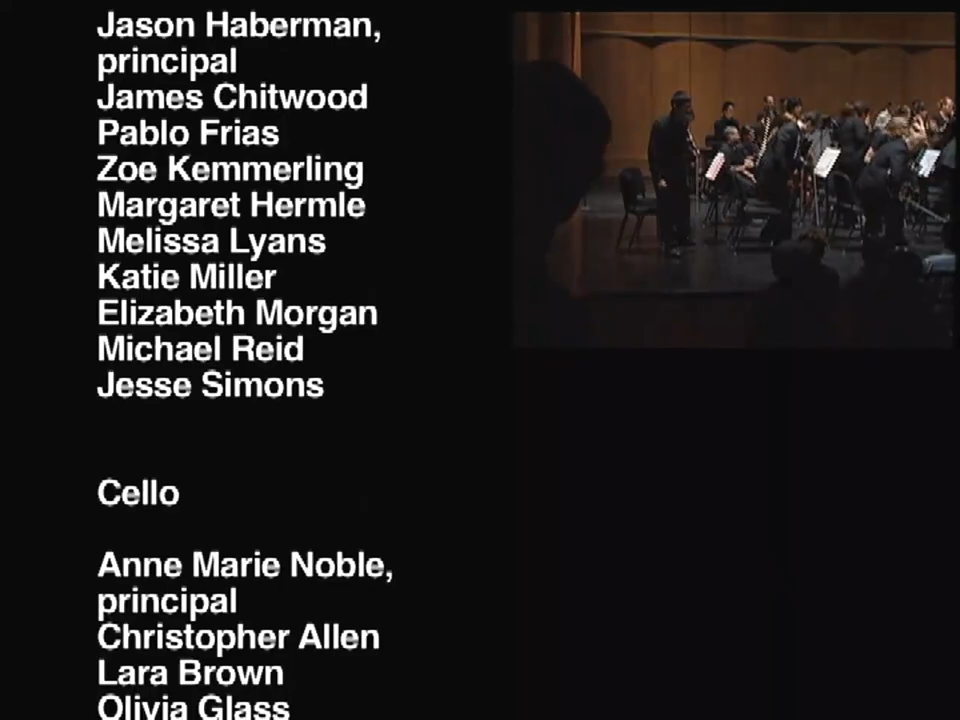 Jason Haberman,
principal
James Chitwood
Pablo Frias
Zoe Kemmerling
Margaret Hermle
Melissa Lyans
Katie Miller
Elizabeth Morgan
Michael Reid
Jesse Simons
Cello
Anne Marie Noble,
principal
Christopher Allen
Lara Brown
Olivia Glass